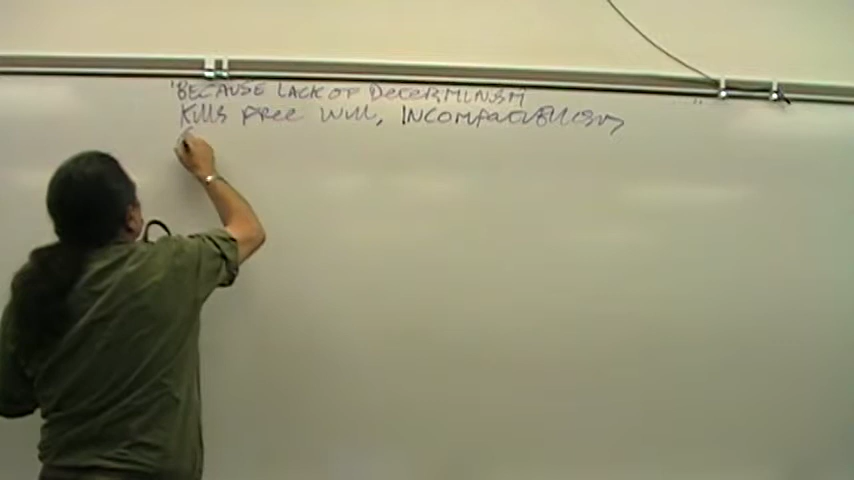 "BECAUSE LACK OF DETERMINISM
Kills FREE Will, INCOMPATIBILISM